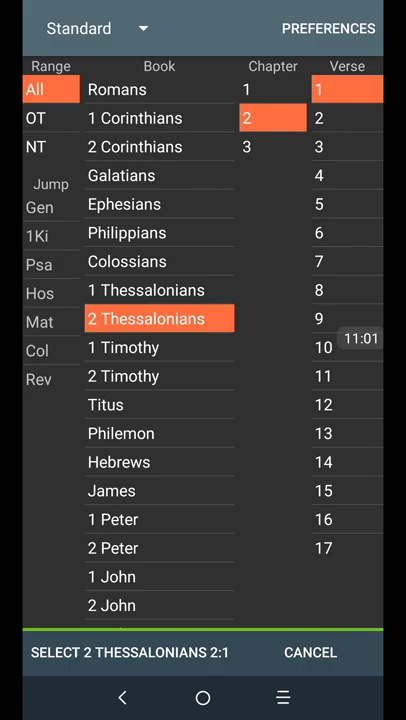 Standard
PREFERENCES
Range
Book
Chapter
Verse
All
OT
NT
Jump
Gen
1Ki
Psa
Hos
Mat
Col
Rev
Romans
1 Corinthians
2 Corinthians
Galatians
Ephesians
Philippians
Colossians
1 Thessalonians
2 Thessalonians
1 Timothy
2 Timothy
Titus
Philemon
Hebrews
James
1 Peter
2 Peter
1 John
2 John
1
2
3
1
2
3
4
5
6
7
8
9
10
11
12
13
14
15
16
17
11:01
SELECT 2 THESSALONIANS 2:1
CANCEL